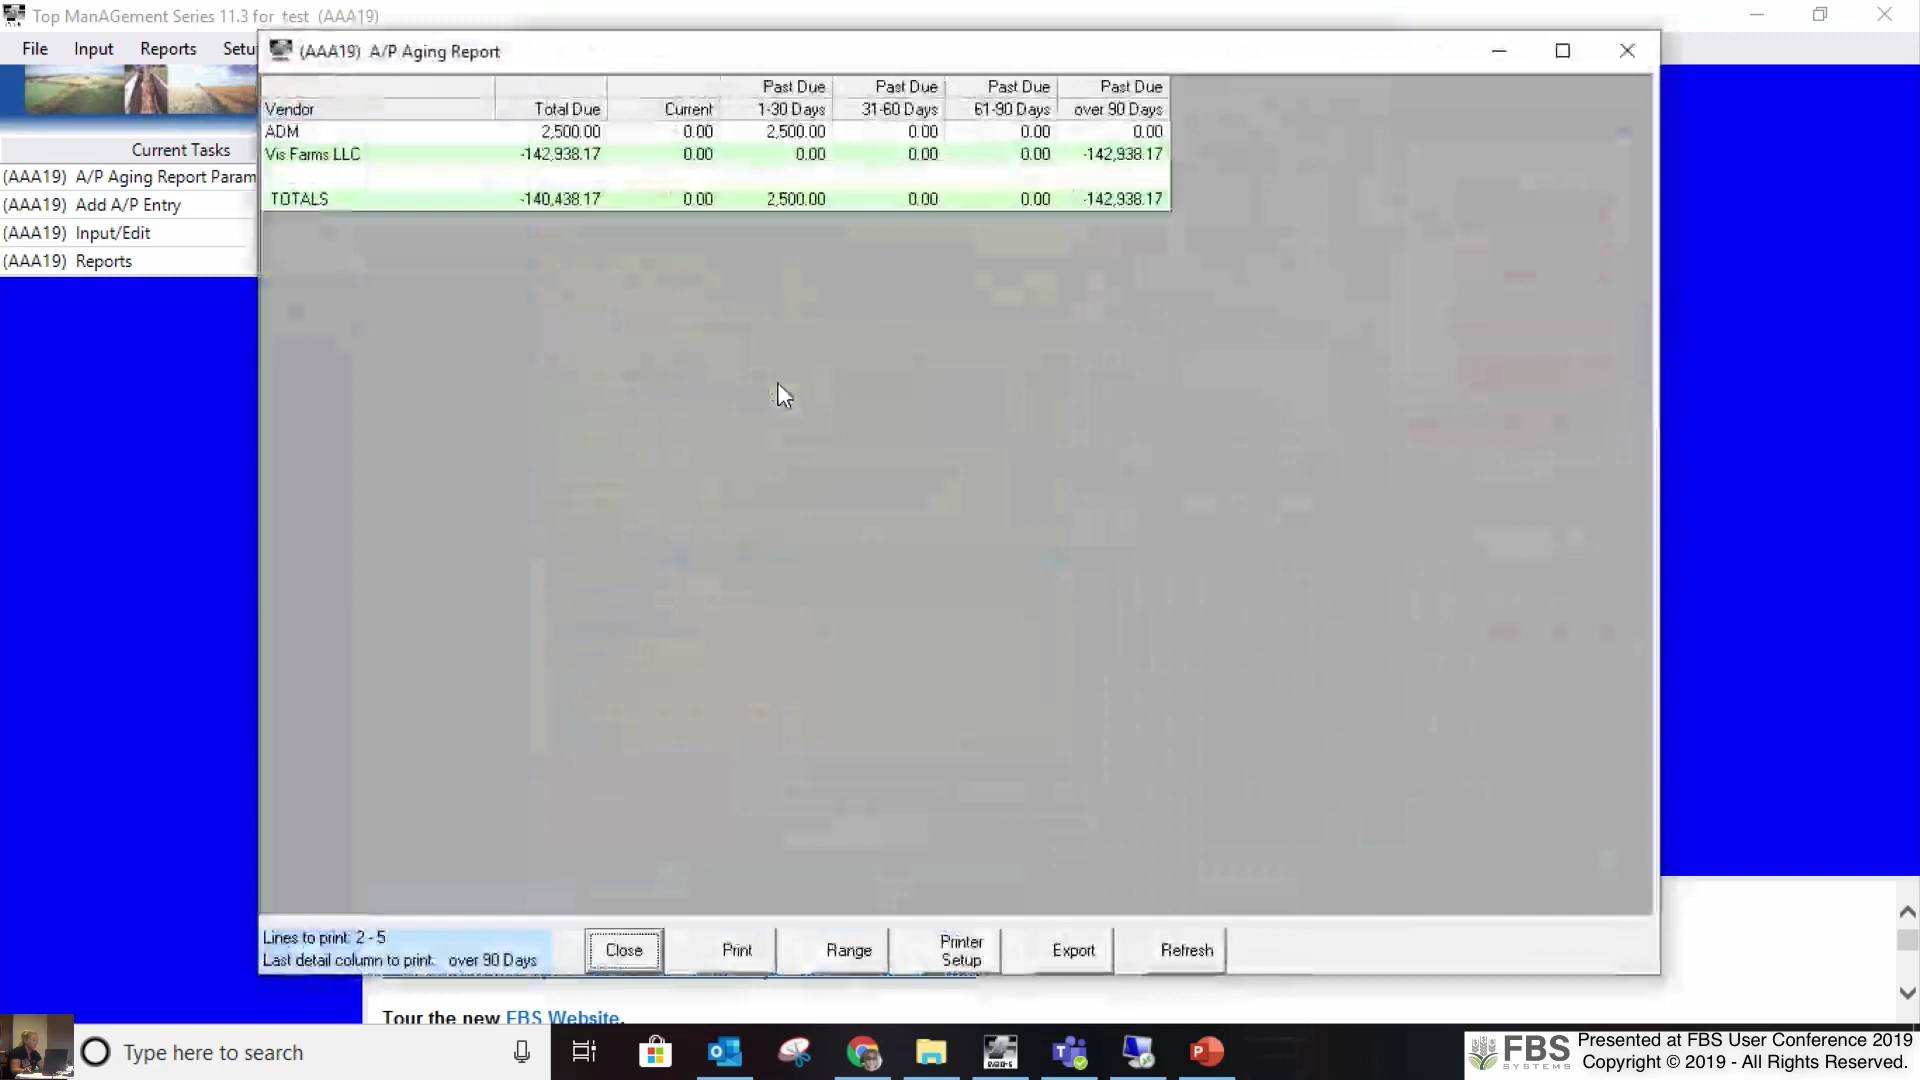 Top ManAGement Series 11.3 for test (AAA19)
File Input Reports Setu
(AAA19) A/P Aging Report
Past Due Past Due Past Due Past Due
Vendor Total Due Current 1-30 Days 31-60 Days 61-90 Days over 90 Days
ADM 2,500.00 0.00 2,500.00 0.00 0.00 0.00
Vis Farms LLC -142,938.17 0.00 0.00 0.00 0.00 -142,938.17
TOTALS -140,438.17 0.00 2,500.00 0.00 0.00 -142,938.17
Current Tasks
(AAA19) A/P Aging Report Param
(AAA19) Add A/P Entry
(AAA19) Input/Edit
(AAA19) Reports
Lines to print: 2 - 5
Last detail column to print: over 90 Days
Close Print Range Printer Setup Export Refresh
Tour the new FBS Website.
Type here to search
FBS SYSTEMS
Presented at FBS User Conference 2019
Copyright © 2019 - All Rights Reserved.